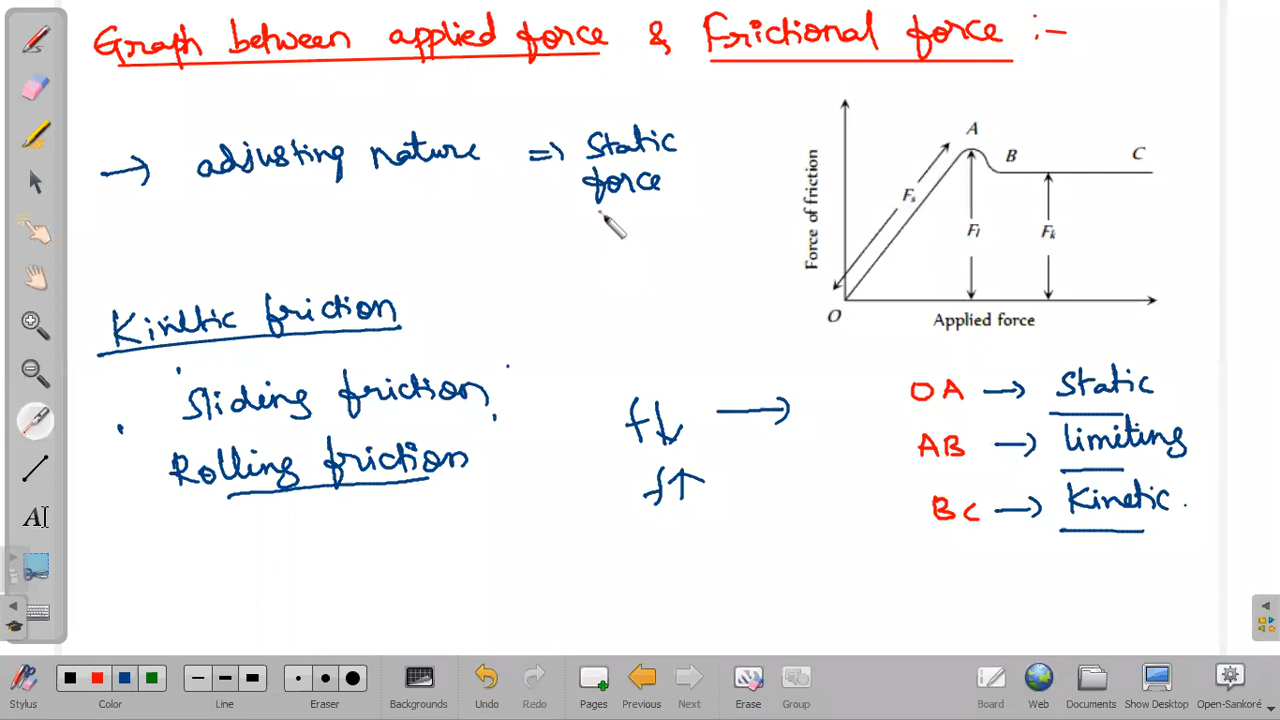 Graph between applied force & Frictional force :-
→ adjusting nature ⇒ Static
force
Kinetic friction
'Sliding friction'
Rolling friction
f↓ →
f↑
Force of friction
A
B
C
Fs
Fl
Fk
O
Applied force
OA → Static
AB → limiting
BC → Kinetic.
A
Stylus
Color
Line
Eraser
Backgrounds
Undo
Redo
Pages
Previous
Next
Erase
Group
Board
Web
Documents
Show Desktop
Open-Sankoré